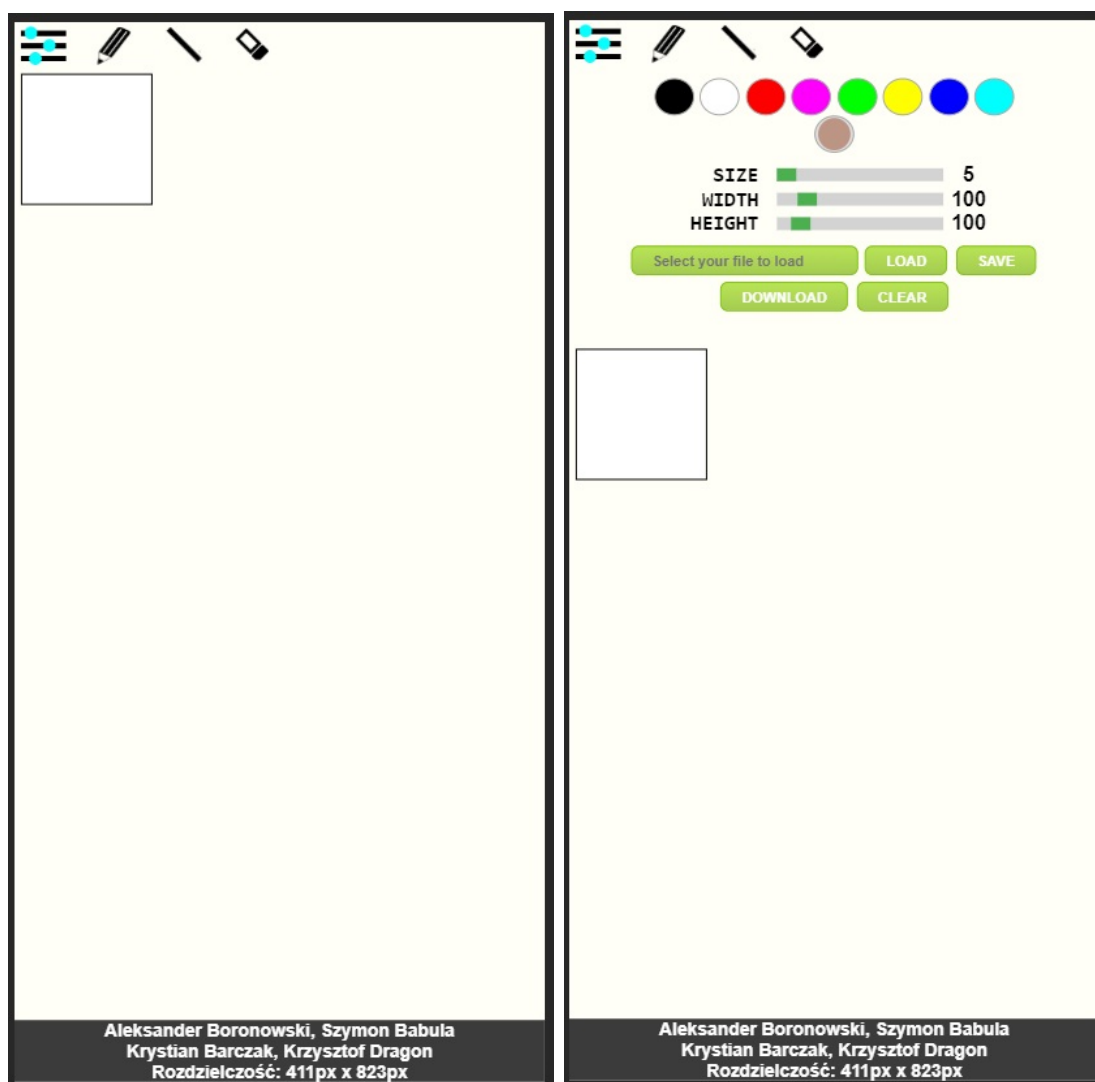 Aleksander Boronowski, Szymon Babula
Krystian Barczak, Krzysztof Dragon
Rozdzielczość: 411px x 823px
SIZE 5
WIDTH 100
HEIGHT 100
Select your file to load LOAD SAVE
DOWNLOAD CLEAR
Aleksander Boronowski, Szymon Babula
Krystian Barczak, Krzysztof Dragon
Rozdzielczość: 411px x 823px